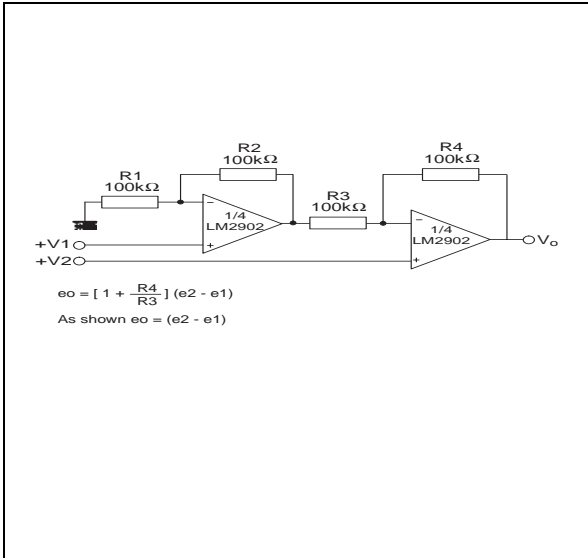 R2
100kΩ
R4
100kΩ
R1
100kΩ
R3
100kΩ
−
1/4
LM2902
+
−
1/4
LM2902
+
Vo
+V1
+V2
eo = [ 1 + R4/R3 ] (e2 - e1)
As shown eo = (e2 - e1)